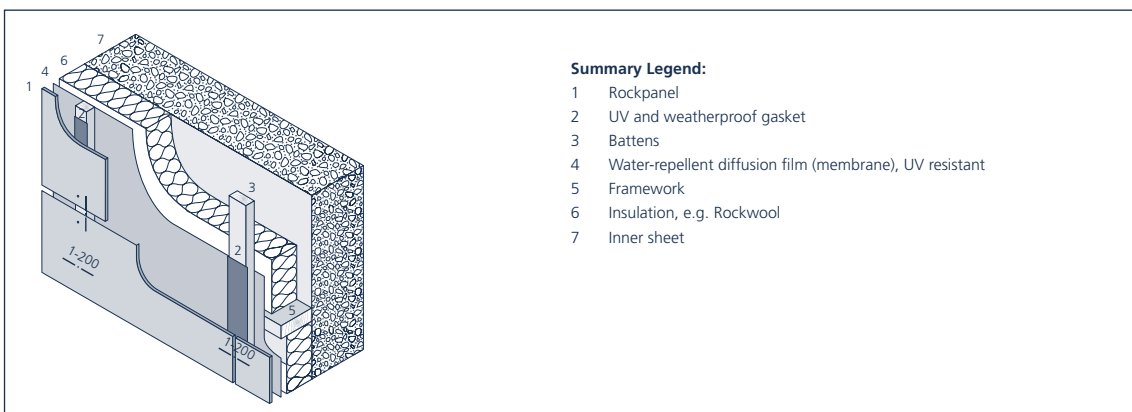 7
6
4
1
3
2
5
1-200
1-200
Summary Legend:
1 Rockpanel
2 UV and weatherproof gasket
3 Battens
4 Water-repellent diffusion film (membrane), UV resistant
5 Framework
6 Insulation, e.g. Rockwool
7 Inner sheet